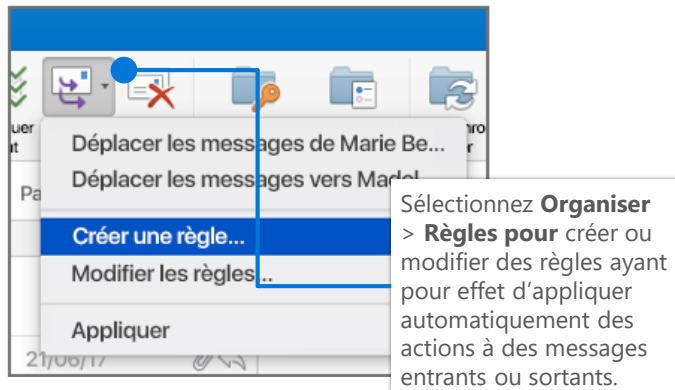 Déplacer les messages de Marie Be...
Déplacer les messages vers Madel
Créer une règle...
Modifier les règles...
Appliquer
21/06/17
Sélectionnez Organiser
> Règles pour créer ou
modifier des règles ayant
pour effet d'appliquer
automatiquement des
actions à des messages
entrants ou sortants.